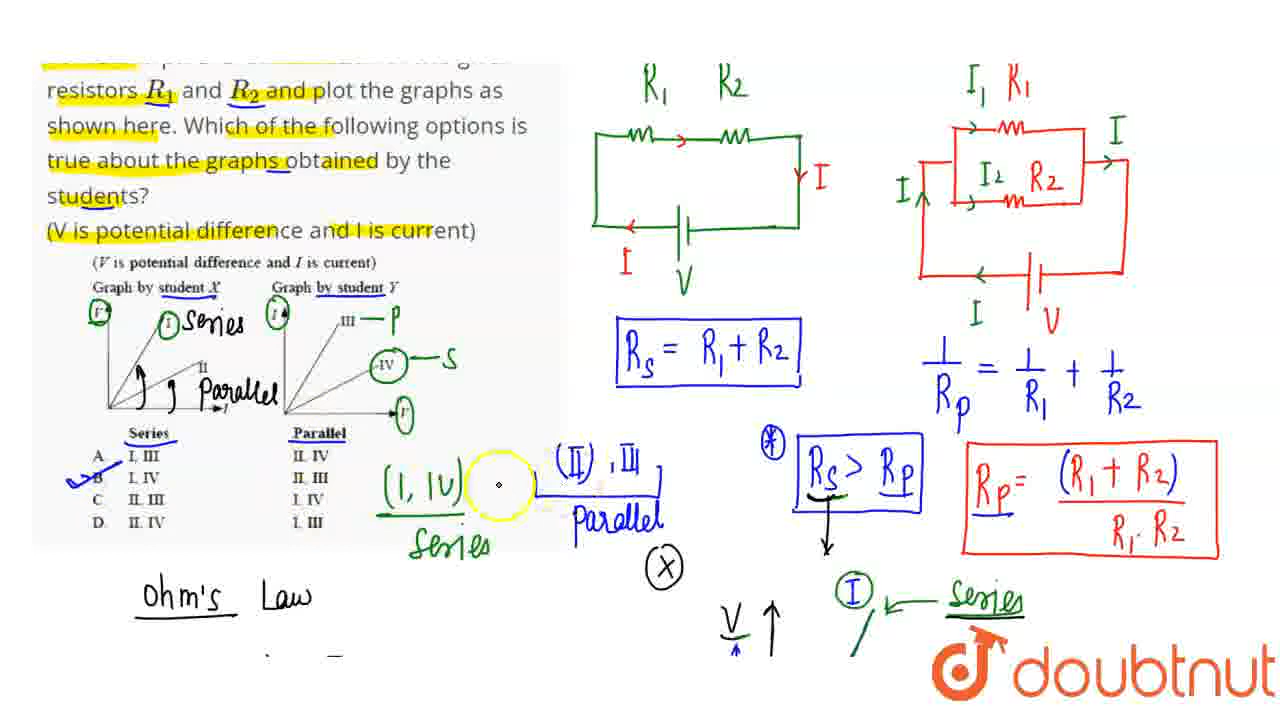 resistors R1 and R2 and plot the graphs as
shown here. Which of the following options is
true about the graphs obtained by the
students?
(V is potential difference and I is current)
(V is potential difference and I is current)
Graph by student X
Graph by student Y
V
I
Series
II
Parallel
I
I
III
P
IV
S
V
Series
Parallel
A. I, III II. IV
B I, IV II, III
C II. III I. IV
D. II. IV I. III
(I, IV)
series
(II), III
parallel
Ohm's Law
R1 R2
I
I
V
Rs = R1 + R2
I1 R1
I
I2 R2
I
I
V
1/Rp = 1/R1 + 1/R2
*
Rs > Rp
Rp = (R1 + R2)
R1 . R2
X
V
I
series
doubtnut